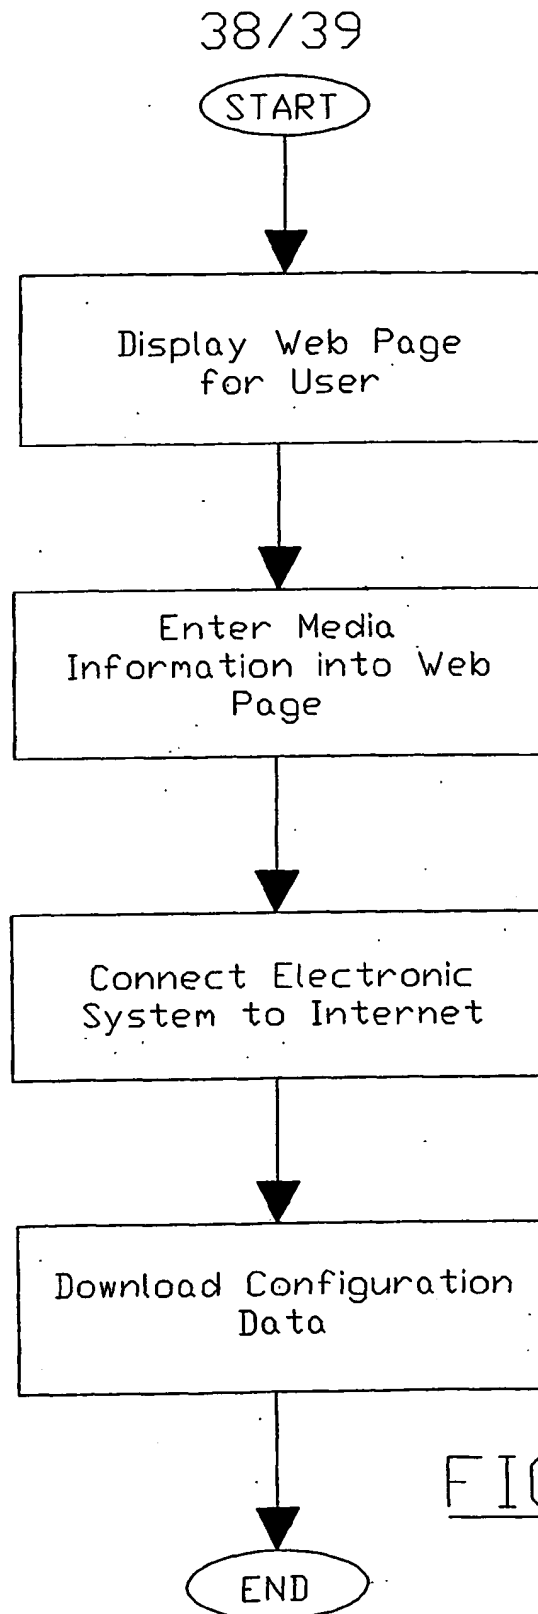 38/39
START
Display Web Page
for User
Enter Media
Information into Web
Page
Connect Electronic
System to Internet
Download Configuration
Data
FIG
END